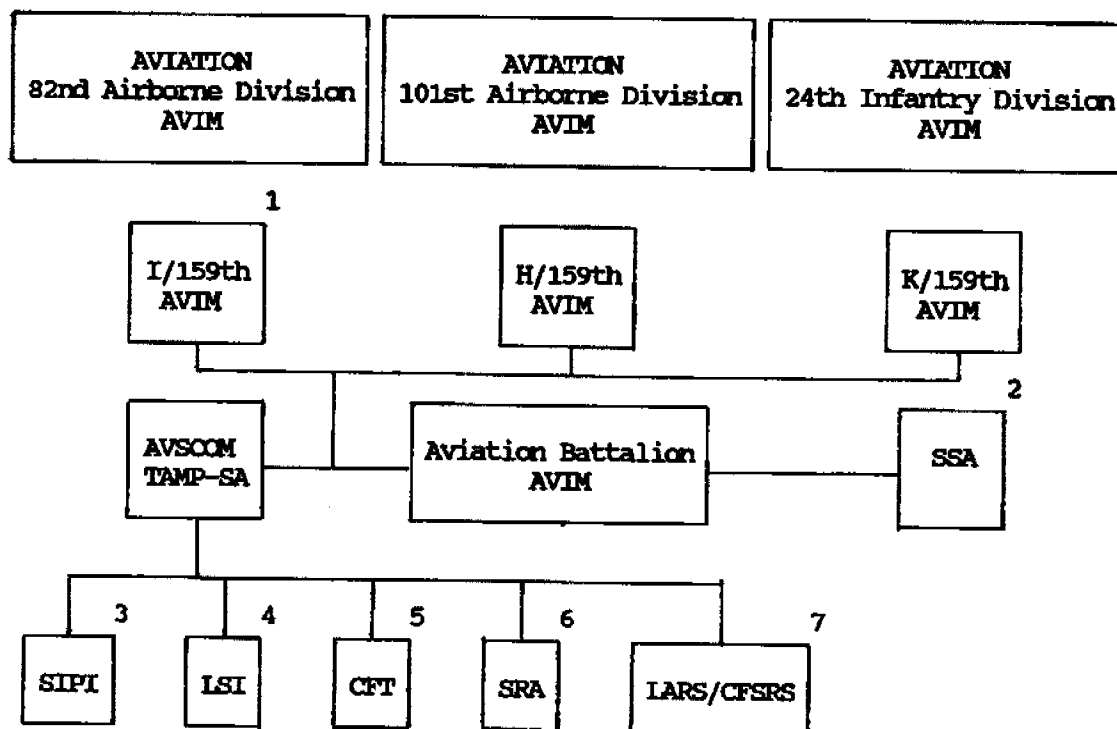 AVIATION
82nd Airborne Division
AVIM
AVIATION
101st Airborne Division
AVIM
AVIATION
24th Infantry Division
AVIM
1
I/159th
AVIM
H/159th
AVIM
K/159th
AVIM
2
AVSCOM
TAMP-SA
Aviation Battalion
AVIM
SSA
3
SIPI
4
LSI
5
CFT
6
SRA
7
LARS/CFSRS